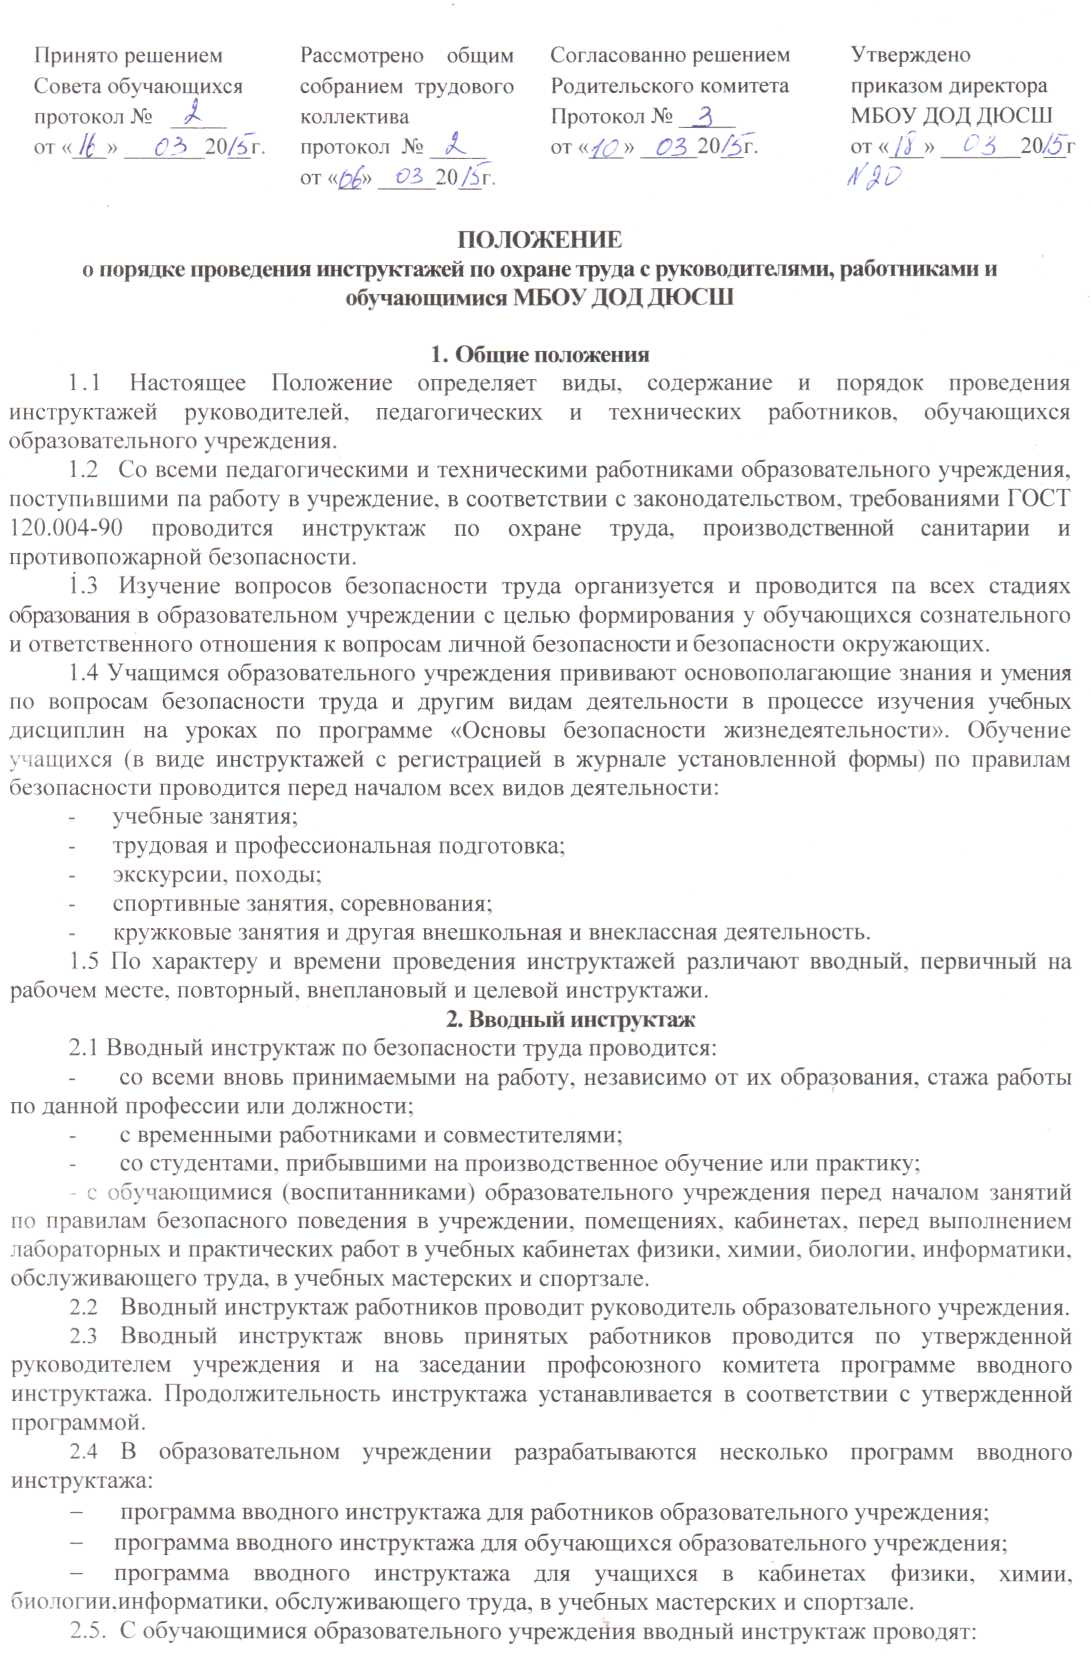 Принято решением
Совета обучающихся
протокол № 2
от «16» 03 2015г.
Рассмотрено общим
собранием трудового
коллектива
протокол № 2
от «06» 03 2015г.
Согласованно решением
Родительского комитета
Протокол № 3
от «10» 03 2015г.
Утверждено
приказом директора
МБОУ ДОД ДЮСШ
от «18» 03 2015г
N 20
ПОЛОЖЕНИЕ
о порядке проведения инструктажей по охране труда с руководителями, работниками и
обучающимися МБОУ ДОД ДЮСШ
1. Общие положения
1.1 Настоящее Положение определяет виды, содержание и порядок проведения
инструктажей руководителей, педагогических и технических работников, обучающихся
образовательного учреждения.
1.2 Со всеми педагогическими и техническими работниками образовательного учреждения,
поступившими па работу в учреждение, в соответствии с законодательством, требованиями ГОСТ
120.004-90 проводится инструктаж по охране труда, производственной санитарии и
противопожарной безопасности.
1.3 Изучение вопросов безопасности труда организуется и проводится па всех стадиях
образования в образовательном учреждении с целью формирования у обучающихся сознательного
и ответственного отношения к вопросам личной безопасности и безопасности окружающих.
1.4 Учащимся образовательного учреждения прививают основополагающие знания и умения
по вопросам безопасности труда и другим видам деятельности в процессе изучения учебных
дисциплин на уроках по программе «Основы безопасности жизнедеятельности». Обучение
учащихся (в виде инструктажей с регистрацией в журнале установленной формы) по правилам
безопасности проводится перед началом всех видов деятельности:
- учебные занятия;
- трудовая и профессиональная подготовка;
- экскурсии, походы;
- спортивные занятия, соревнования;
- кружковые занятия и другая внешкольная и внеклассная деятельность.
1.5 По характеру и времени проведения инструктажей различают вводный, первичный на
рабочем месте, повторный, внеплановый и целевой инструктажи.
2. Вводный инструктаж
2.1 Вводный инструктаж по безопасности труда проводится:
- со всеми вновь принимаемыми на работу, независимо от их образования, стажа работы
по данной профессии или должности;
- с временными работниками и совместителями;
- со студентами, прибывшими на производственное обучение или практику;
- с обучающимися (воспитанниками) образовательного учреждения перед началом занятий
по правилам безопасного поведения в учреждении, помещениях, кабинетах, перед выполнением
лабораторных и практических работ в учебных кабинетах физики, химии, биологии, информатики,
обслуживающего труда, в учебных мастерских и спортзале.
2.2 Вводный инструктаж работников проводит руководитель образовательного учреждения.
2.3 Вводный инструктаж вновь принятых работников проводится по утвержденной
руководителем учреждения и на заседании профсоюзного комитета программе вводного
инструктажа. Продолжительность инструктажа устанавливается в соответствии с утвержденной
программой.
2.4 В образовательном учреждении разрабатываются несколько программ вводного
инструктажа:
– программа вводного инструктажа для работников образовательного учреждения;
– программа вводного инструктажа для обучающихся образовательного учреждения;
– программа вводного инструктажа для учащихся в кабинетах физики, химии,
биологии,информатики, обслуживающего труда, в учебных мастерских и спортзале.
2.5. С обучающимися образовательного учреждения вводный инструктаж проводят: